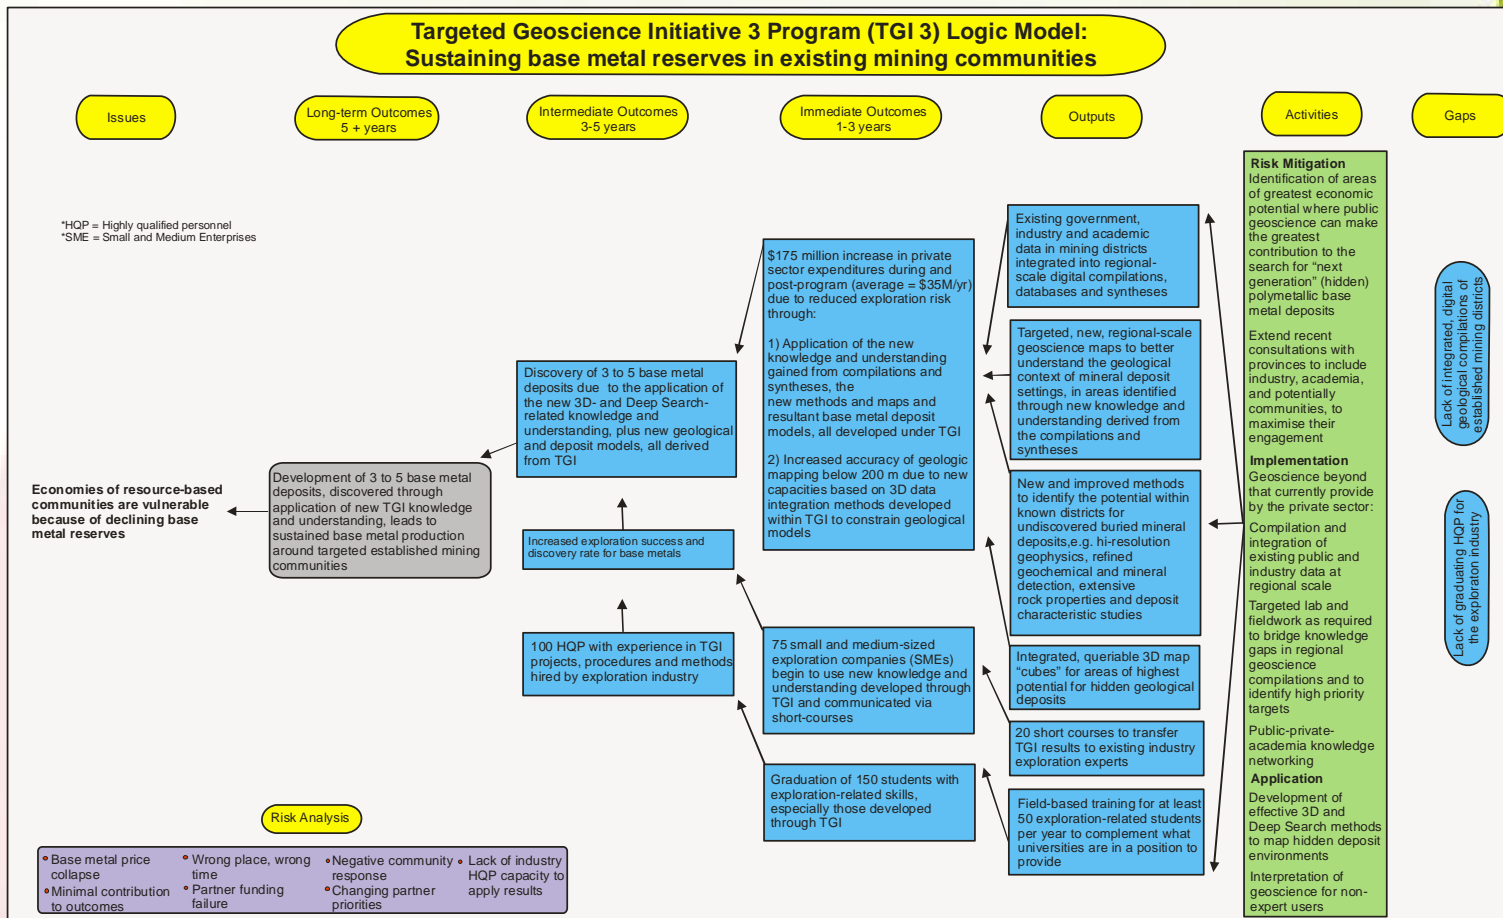 Targeted Geoscience Initiative 3 Program (TGI 3) Logic Model:
Sustaining base metal reserves in existing mining communities
Issues
Long-term Outcomes
5 + years
Intermediate Outcomes
3-5 years
Immediate Outcomes
1-3 years
Outputs
Activities
Gaps
*HQP = Highly qualified personnel
*SME = Small and Medium Enterprises
Economies of resource-based
communities are vulnerable
because of declining base
metal reserves
Development of 3 to 5 base metal
deposits, discovered through
application of new TGI knowledge
and understanding, leads to
sustained base metal production
around targeted established mining
communities
Discovery of 3 to 5 base metal
deposits due  to the application of
the new 3D- and Deep Search-
related knowledge and
understanding, plus new geological
and deposit models, all derived
from TGI
Increased exploration success and
discovery rate for base metals
100 HQP with experience in TGI
projects, procedures and methods
hired by exploration industry
$175 million increase in private
sector expenditures during and
post-program (average = $35M/yr)
due to reduced exploration risk
through:
1) Application of the new
knowledge and understanding
gained from compilations and
syntheses, the
new methods and maps and
resultant base metal deposit
models, all developed under TGI
2) Increased accuracy of geologic
mapping below 200 m due to new
capacities based on 3D data
integration methods developed
within TGI to constrain geological
models
75 small and medium-sized
exploration companies (SMEs)
begin to use new knowledge and
understanding developed through
TGI and communicated via
short-courses
Graduation of 150 students with
exploration-related skills,
especially those developed
through TGI
Existing government,
industry and academic
data in mining districts
integrated into regional-
scale digital compilations,
databases and syntheses
Targeted, new, regional-scale
geoscience maps to better
understand the geological
context of mineral deposit
settings, in areas identified
through new knowledge and
understanding derived from
the compilations and
syntheses
New and improved methods
to identify the potential within
known districts for
undiscovered buried mineral
deposits,e.g. hi-resolution
geophysics, refined
geochemical and mineral
detection, extensive
rock properties and deposit
characteristic studies
Integrated, queriable 3D map
“cubes” for areas of highest
potential for hidden geological
deposits
20 short courses to transfer
TGI results to existing industry
exploration experts
Field-based training for at least
50 exploration-related students
per year to complement what
universities are in a position to
provide
Risk Mitigation
Identification of areas
of greatest economic
potential where public
geoscience can make
the greatest
contribution to the
search for “next
generation” (hidden)
polymetallic base
metal deposits
Extend recent
consultations with
provinces to include
industry, academia,
and potentially
communities, to
maximise their
engagement
Implementation
Geoscience beyond
that currently provide
by the private sector:
Compilation and
integration of
existing public and
industry data at
regional scale
Targeted lab and
fieldwork as required
to bridge knowledge
gaps in regional
geoscience
compilations and to
identify high priority
targets
Public-private-
academia knowledge
networking
Application
Development of
effective 3D and
Deep Search methods
to map hidden deposit
environments
Interpretation of
geoscience for non-
expert users
Lack of integrated, digital
geological compilations of
established mining districts
Lack of graduating HQP for
the exploraton industry
Risk Analysis
Base metal price
collapse
Minimal contribution
to outcomes
Wrong place, wrong
time
Partner funding
failure
Negative community
response
Changing partner
priorities
Lack of industry
HQP capacity to
apply results